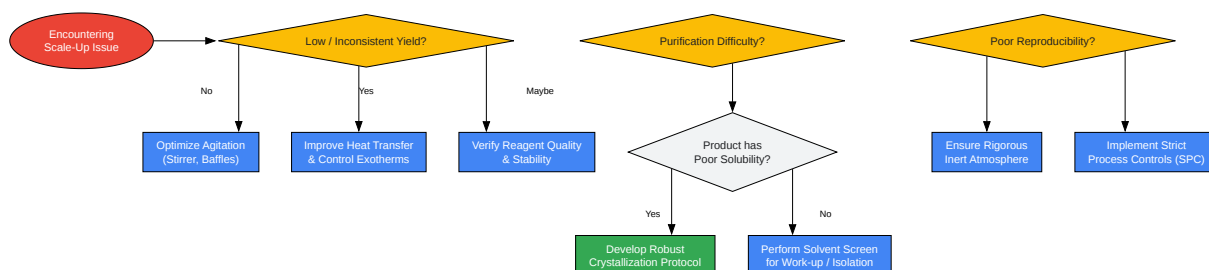 Encountering
Scale-Up Issue
Low / Inconsistent Yield?
Purification Difficulty?
Poor Reproducibility?
No
Yes
Maybe
Optimize Agitation
(Stirrer, Baffles)
Improve Heat Transfer
& Control Exotherms
Verify Reagent Quality
& Stability
Product has
Poor Solubility?
Ensure Rigorous
Inert Atmosphere
Implement Strict
Process Controls (SPC)
Yes
No
Develop Robust
Crystallization Protocol
Perform Solvent Screen
for Work-up / Isolation